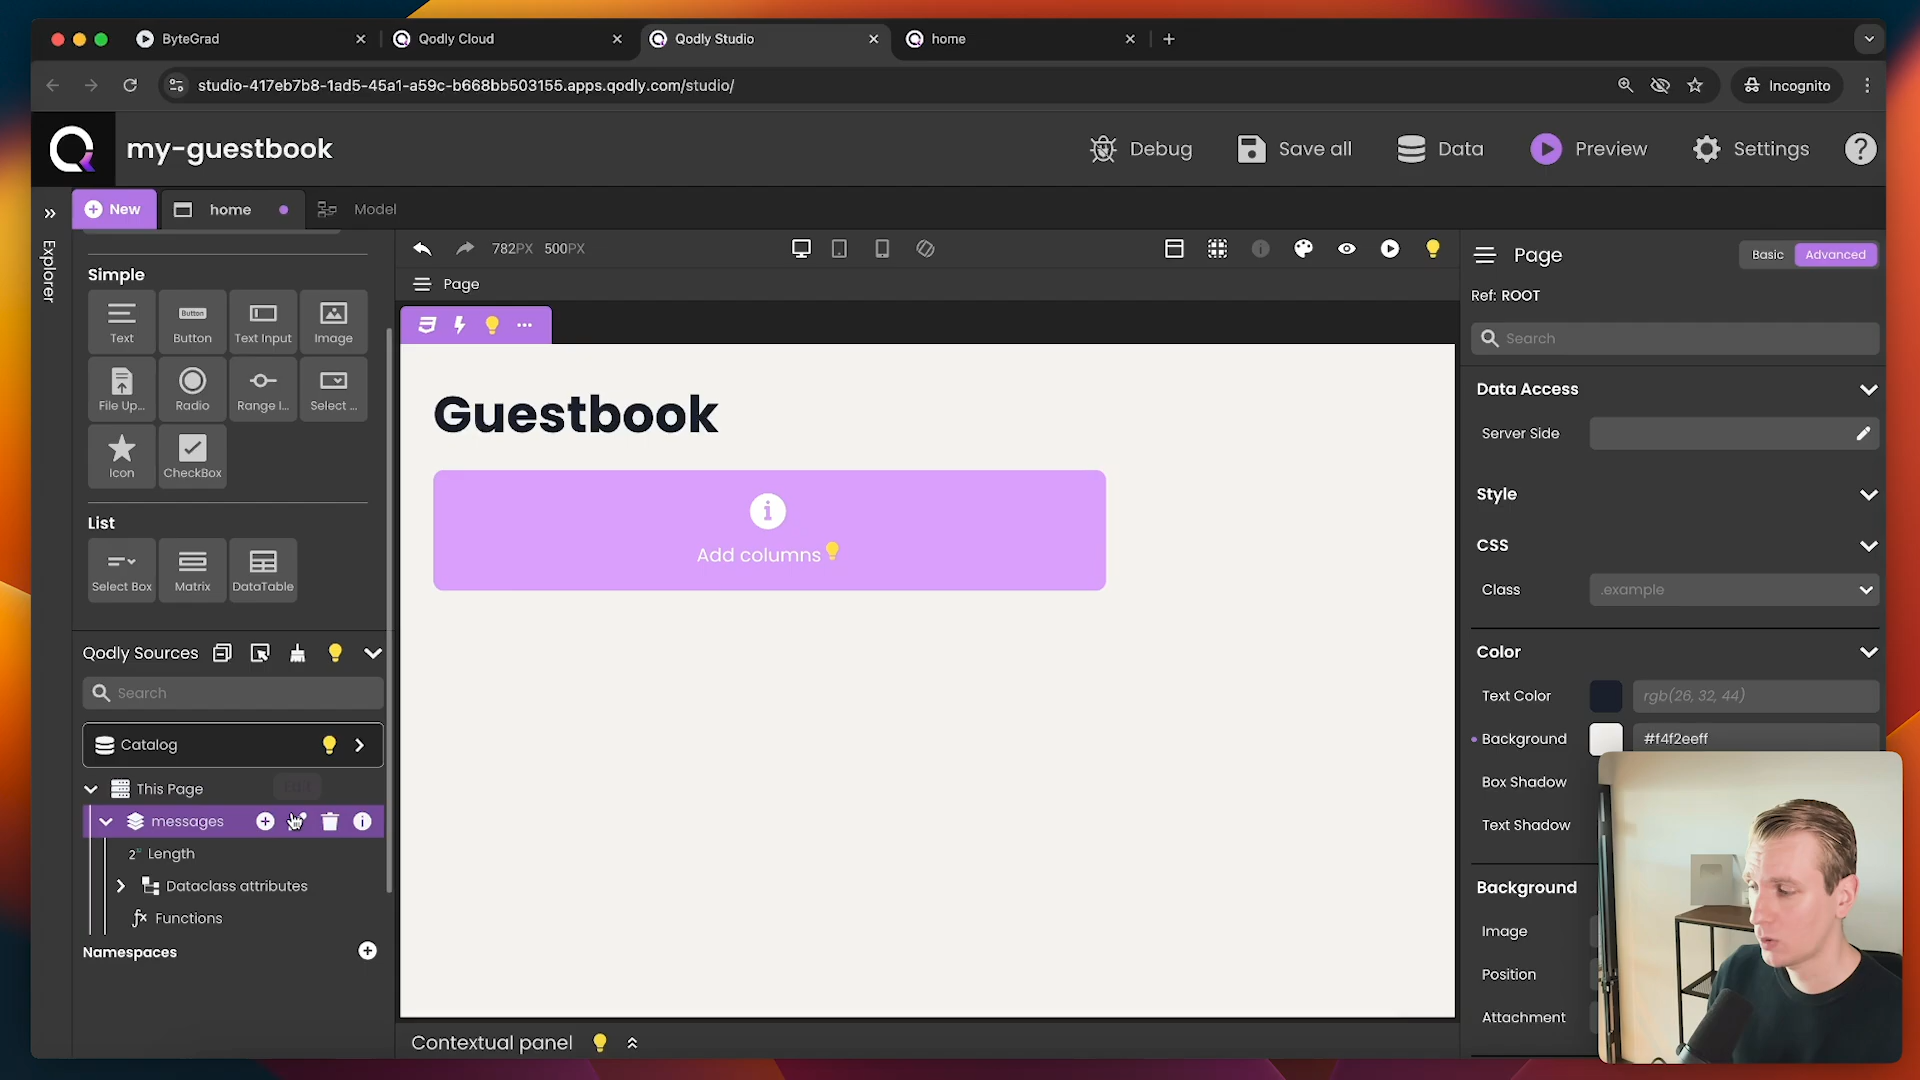 ByteGrad
Qodly Cloud
Qodly Studio
home
studio-417eb7b8-1ad5-45a1-a59c-b668bb503155.apps.qodly.com/studio/
Incognito
my-guestbook
Debug
Save all
Data
Preview
Settings
Explorer
New
home
Model
782PX 500PX
Page
Simple
Text
Button
Button
Text Input
Image
File Up...
Radio
Range I...
Select ...
Icon
CheckBox
List
Select Box
Matrix
DataTable
Qodly Sources
Search
Catalog
This Page
messages
Length
Dataclass attributes
Functions
Namespaces
Guestbook
Add columns
Contextual panel
Page
Basic
Advanced
Ref: ROOT
Search
Data Access
Server Side
Style
CSS
Class
.example
Color
Text Color
rgb(26, 32, 44)
Background
#f4f2eeff
Box Shadow
Text Shadow
Background
Image
Position
Attachment